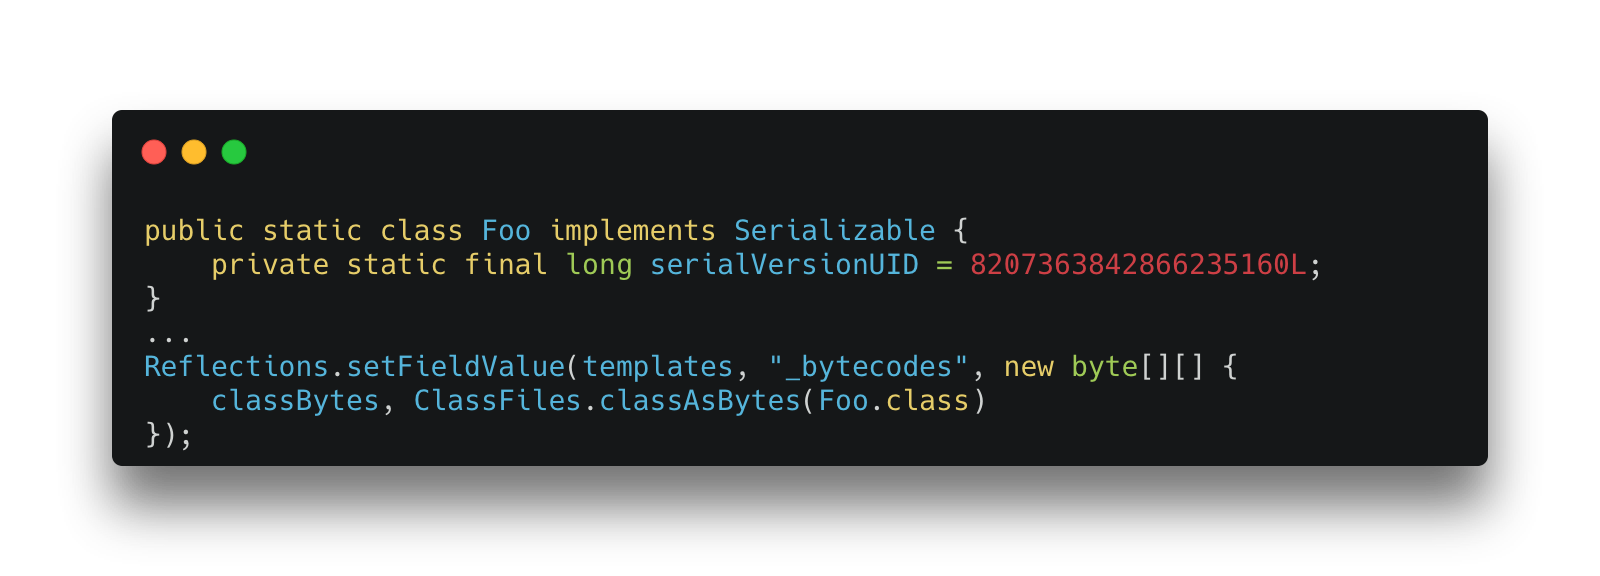 public static class Foo implements Serializable {
    private static final long serialVersionUID = 8207363842866235160L;
}
...
Reflections.setFieldValue(templates, "_bytecodes", new byte[][] {
    classBytes, ClassFiles.classAsBytes(Foo.class)
});